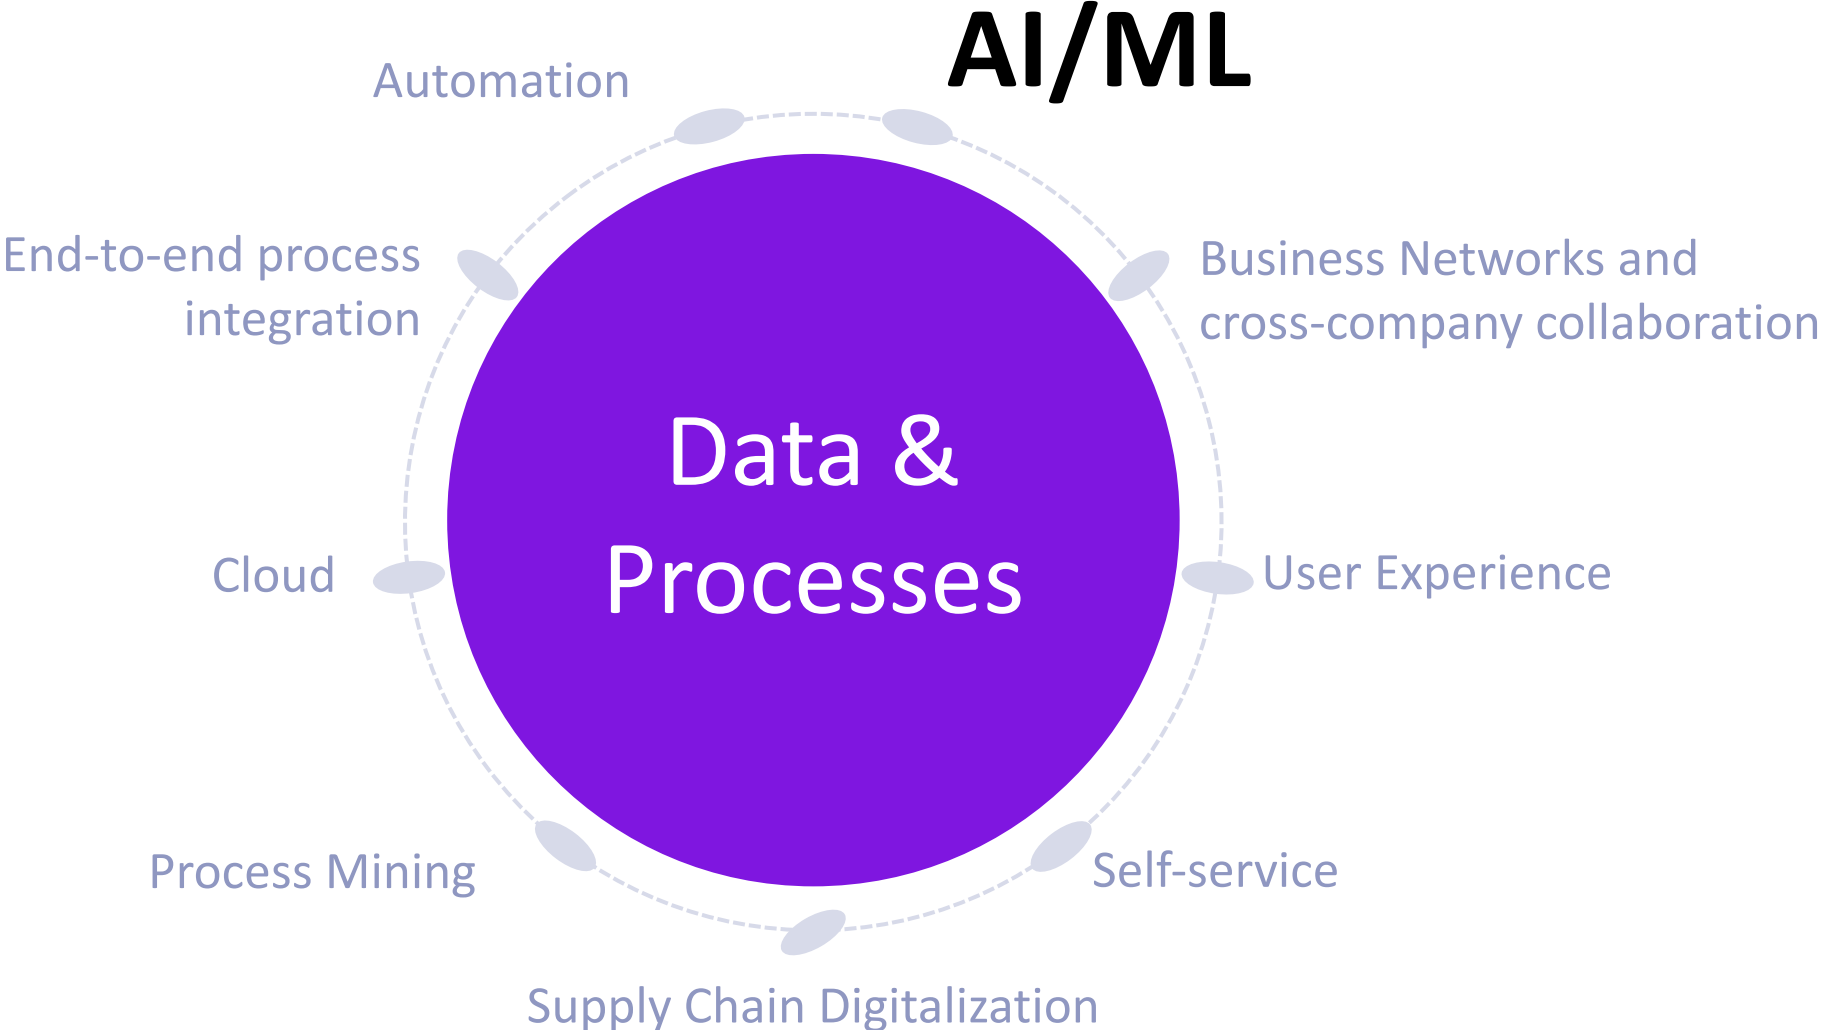 AI/ML
Automation
End-to-end process
integration
Business Networks and
cross-company collaboration
Data &
Processes
Cloud
User Experience
Process Mining
Self-service
Supply Chain Digitalization